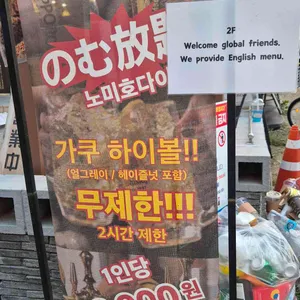 のむ放題
노미호다이
가쿠 하이볼!!
(얼그레이 / 헤이즐넛 포함)
무제한!!!
2시간 제한
1인당
2F
Welcome global friends.
We provide English menu.
業中